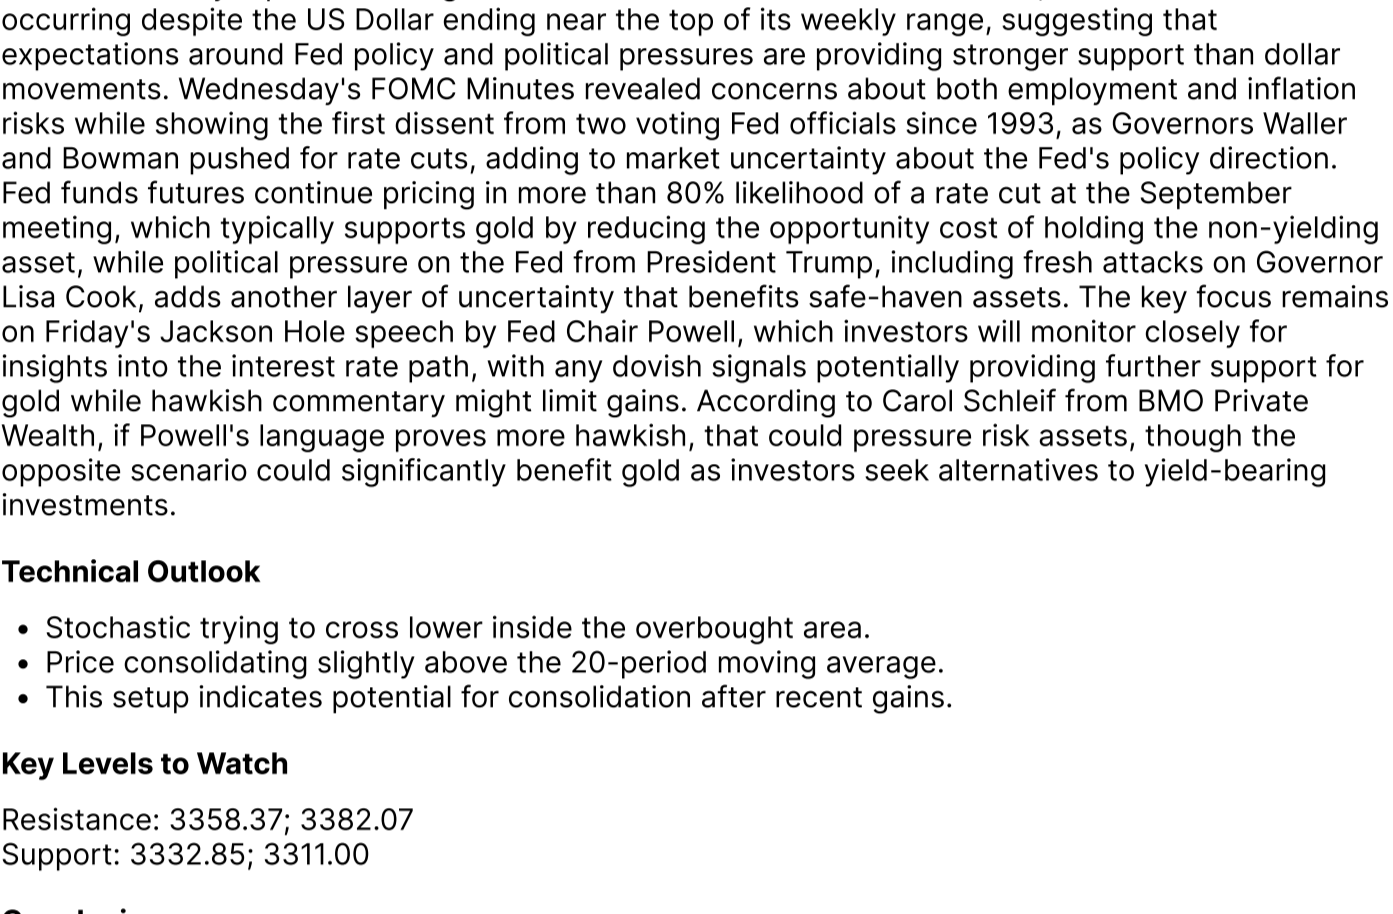 occurring despite the US Dollar ending near the top of its weekly range, suggesting that
expectations around Fed policy and political pressures are providing stronger support than dollar
movements. Wednesday's FOMC Minutes revealed concerns about both employment and inflation
risks while showing the first dissent from two voting Fed officials since 1993, as Governors Waller
and Bowman pushed for rate cuts, adding to market uncertainty about the Fed's policy direction.
Fed funds futures continue pricing in more than 80% likelihood of a rate cut at the September
meeting, which typically supports gold by reducing the opportunity cost of holding the non-yielding
asset, while political pressure on the Fed from President Trump, including fresh attacks on Governor
Lisa Cook, adds another layer of uncertainty that benefits safe-haven assets. The key focus remains
on Friday's Jackson Hole speech by Fed Chair Powell, which investors will monitor closely for
insights into the interest rate path, with any dovish signals potentially providing further support for
gold while hawkish commentary might limit gains. According to Carol Schleif from BMO Private
Wealth, if Powell's language proves more hawkish, that could pressure risk assets, though the
opposite scenario could significantly benefit gold as investors seek alternatives to yield-bearing
investments.
Technical Outlook
• Stochastic trying to cross lower inside the overbought area.
• Price consolidating slightly above the 20-period moving average.
• This setup indicates potential for consolidation after recent gains.
Key Levels to Watch
Resistance: 3358.37; 3382.07
Support: 3332.85; 3311.00